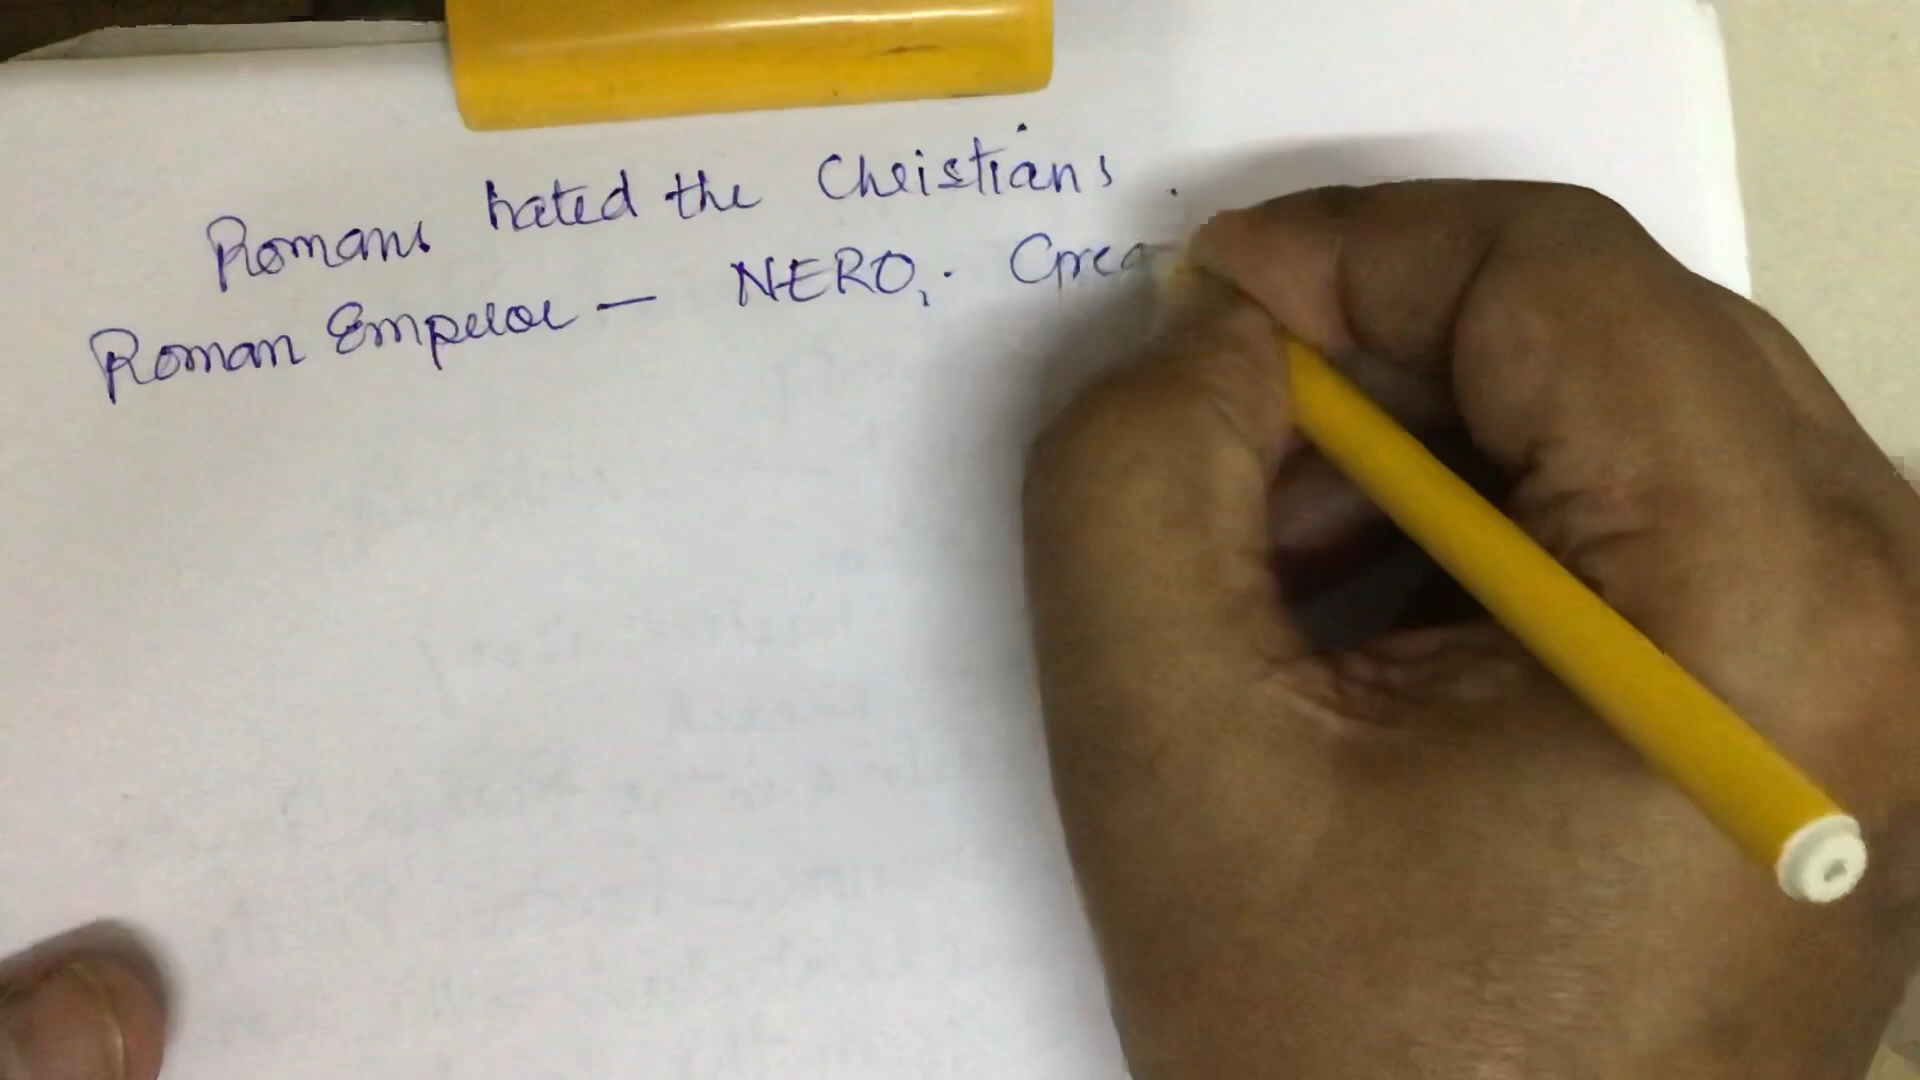 Romans hated the Christians.
Roman Emperor — NERO,.